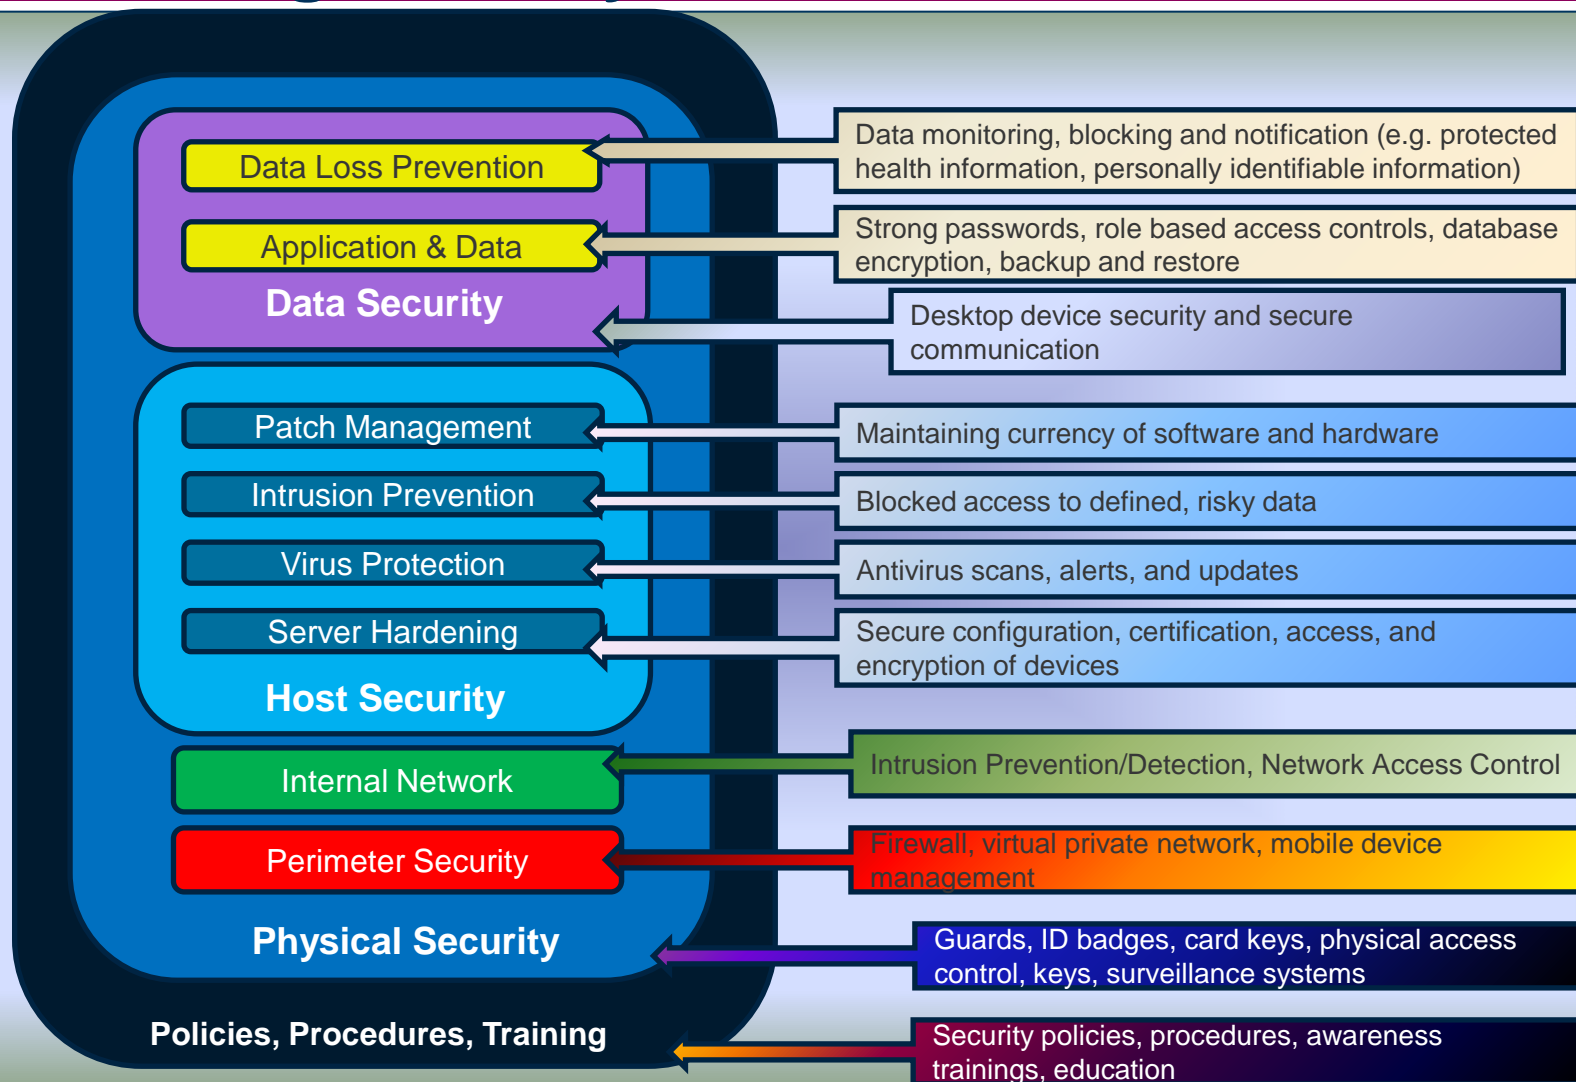 Data Loss Prevention
Data monitoring, blocking and notification (e.g. protected
health information, personally identifiable information)
Application & Data
Strong passwords, role based access controls, database
encryption, backup and restore
Data Security
Desktop device security and secure
communication
Patch Management
Maintaining currency of software and hardware
Intrusion Prevention
Blocked access to defined, risky data
Virus Protection
Antivirus scans, alerts, and updates
Server Hardening
Secure configuration, certification, access, and
encryption of devices
Host Security
Internal Network
Intrusion Prevention/Detection, Network Access Control
Perimeter Security
Firewall, virtual private network, mobile device
management
Physical Security
Guards, ID badges, card keys, physical access
control, keys, surveillance systems
Policies, Procedures, Training
Security policies, procedures, awareness
trainings, education